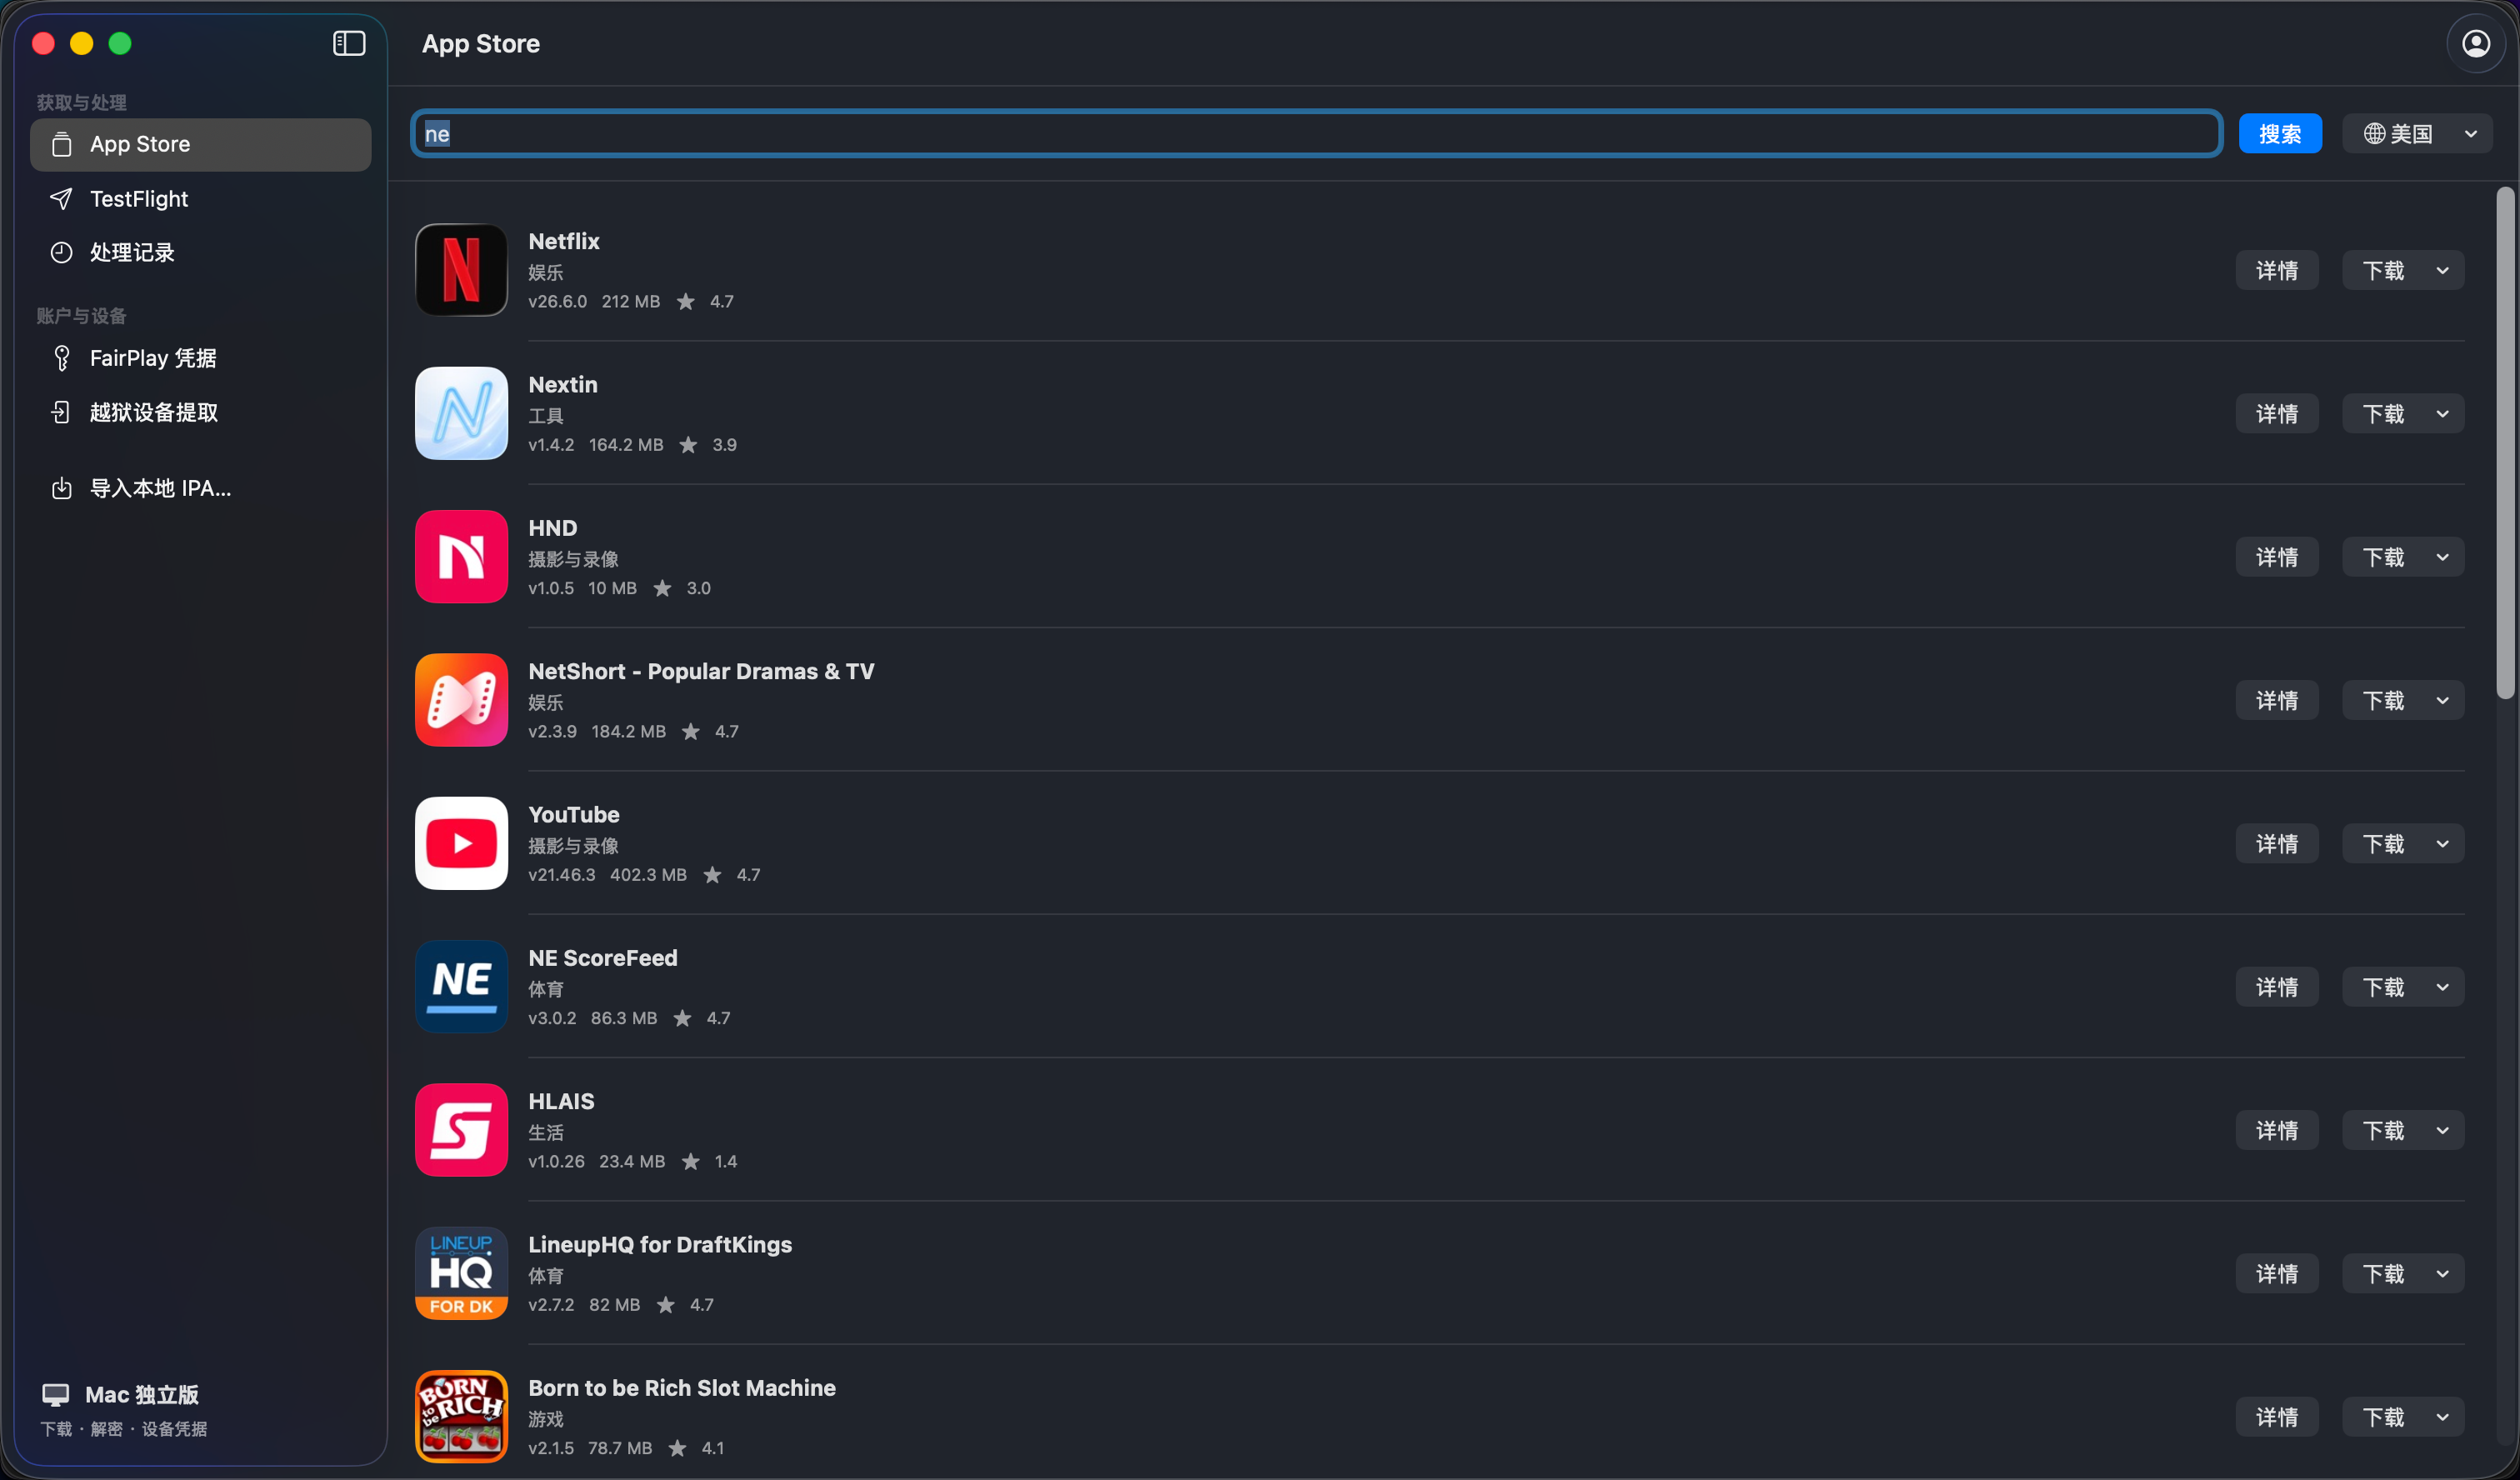 App Store
获取与处理
App Store
TestFlight
处理记录
账户与设备
FairPlay 凭据
越狱设备提取
导入本地 IPA...
Mac 独立版
下载 · 解密 · 设备凭据
ne
搜索
美国
Netflix
娱乐
v26.6.0 212 MB ★ 4.7
详情 下载
Nextin
工具
v1.4.2 164.2 MB ★ 3.9
详情 下载
HND
摄影与录像
v1.0.5 10 MB ★ 3.0
详情 下载
NetShort - Popular Dramas & TV
娱乐
v2.3.9 184.2 MB ★ 4.7
详情 下载
YouTube
摄影与录像
v21.46.3 402.3 MB ★ 4.7
详情 下载
NE
NE ScoreFeed
体育
v3.0.2 86.3 MB ★ 4.7
详情 下载
HLAIS
生活
v1.0.26 23.4 MB ★ 1.4
详情 下载
LINEUP
HQ
FOR DK
LineupHQ for DraftKings
体育
v2.7.2 82 MB ★ 4.7
详情 下载
BORN
to be RICH
Born to be Rich Slot Machine
游戏
v2.1.5 78.7 MB ★ 4.1
详情 下载